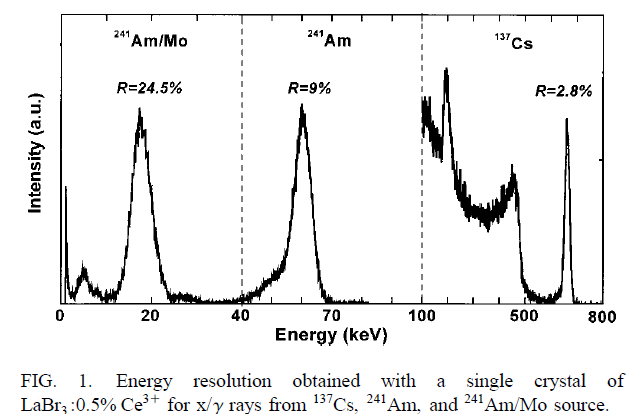 ²⁴¹Am/Mo ²⁴¹Am ¹³⁷Cs
R=24.5% R=9% R=2.8%
Intensity (a.u.)
0 20 40 70 100 500 800
Energy (keV)
FIG. 1. Energy resolution obtained with a single crystal of
LaBr₃:0.5% Ce³⁺ for x/γ rays from ¹³⁷Cs, ²⁴¹Am, and ²⁴¹Am/Mo source.